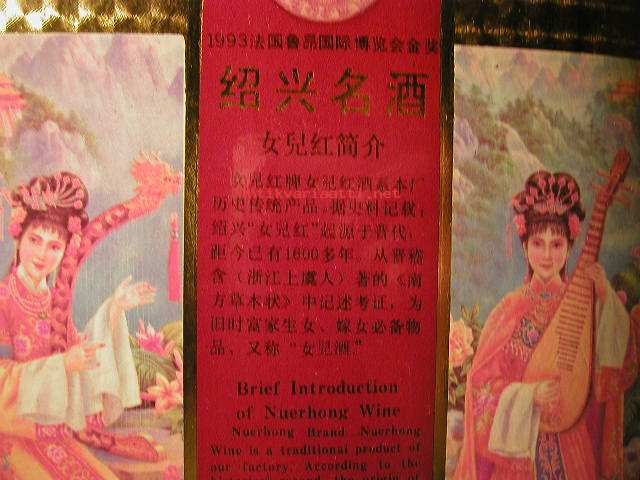 1993法国鲁昂国际博览会金奖
绍兴名酒
女兒红简介
女兒红牌女兒红酒系本厂
历史传统产品,据史料记载,
绍兴“女兒红”起源于晋代,
距今已有1600多年。从晋嵇
含(浙江上虞人)著的《南
方草木状》中记述考证,为
旧时富家生女、嫁女必备物
品、又称“女兒酒”
Brief Introduction
of Nuerhong Wine
Nuerhong Brand Nuerhong
Wine is a traditional product of
our factory. According to the
the origin of